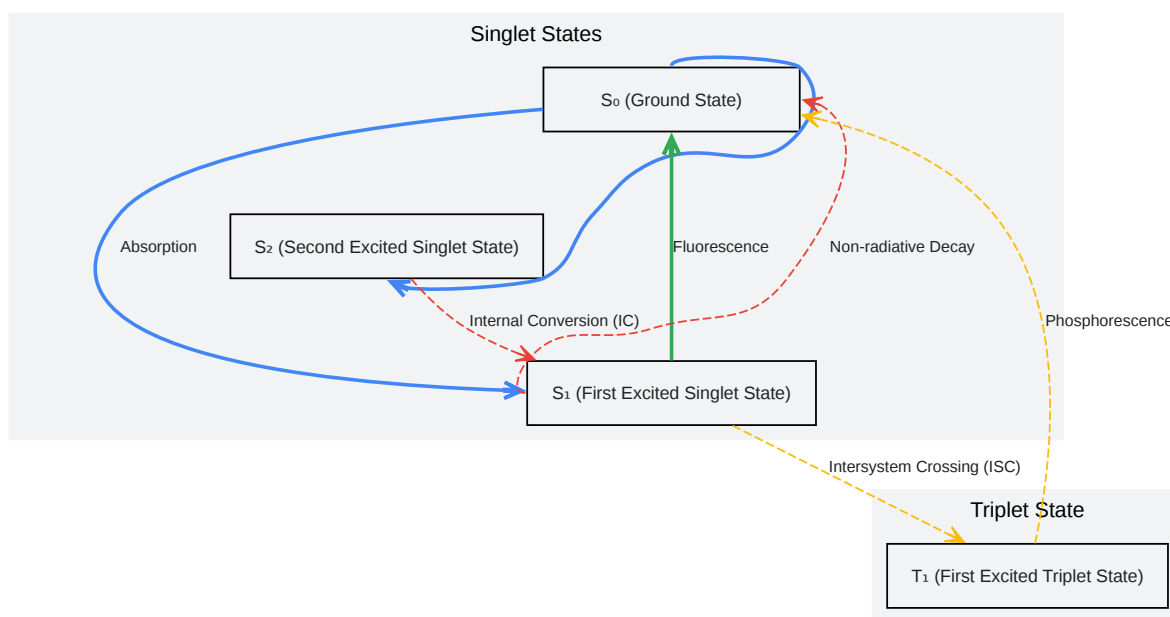 Singlet States
S₀ (Ground State)
Absorption
S₂ (Second Excited Singlet State)
Fluorescence
Non-radiative Decay
Internal Conversion (IC)
Phosphorescence
S₁ (First Excited Singlet State)
Intersystem Crossing (ISC)
Triplet State
T₁ (First Excited Triplet State)